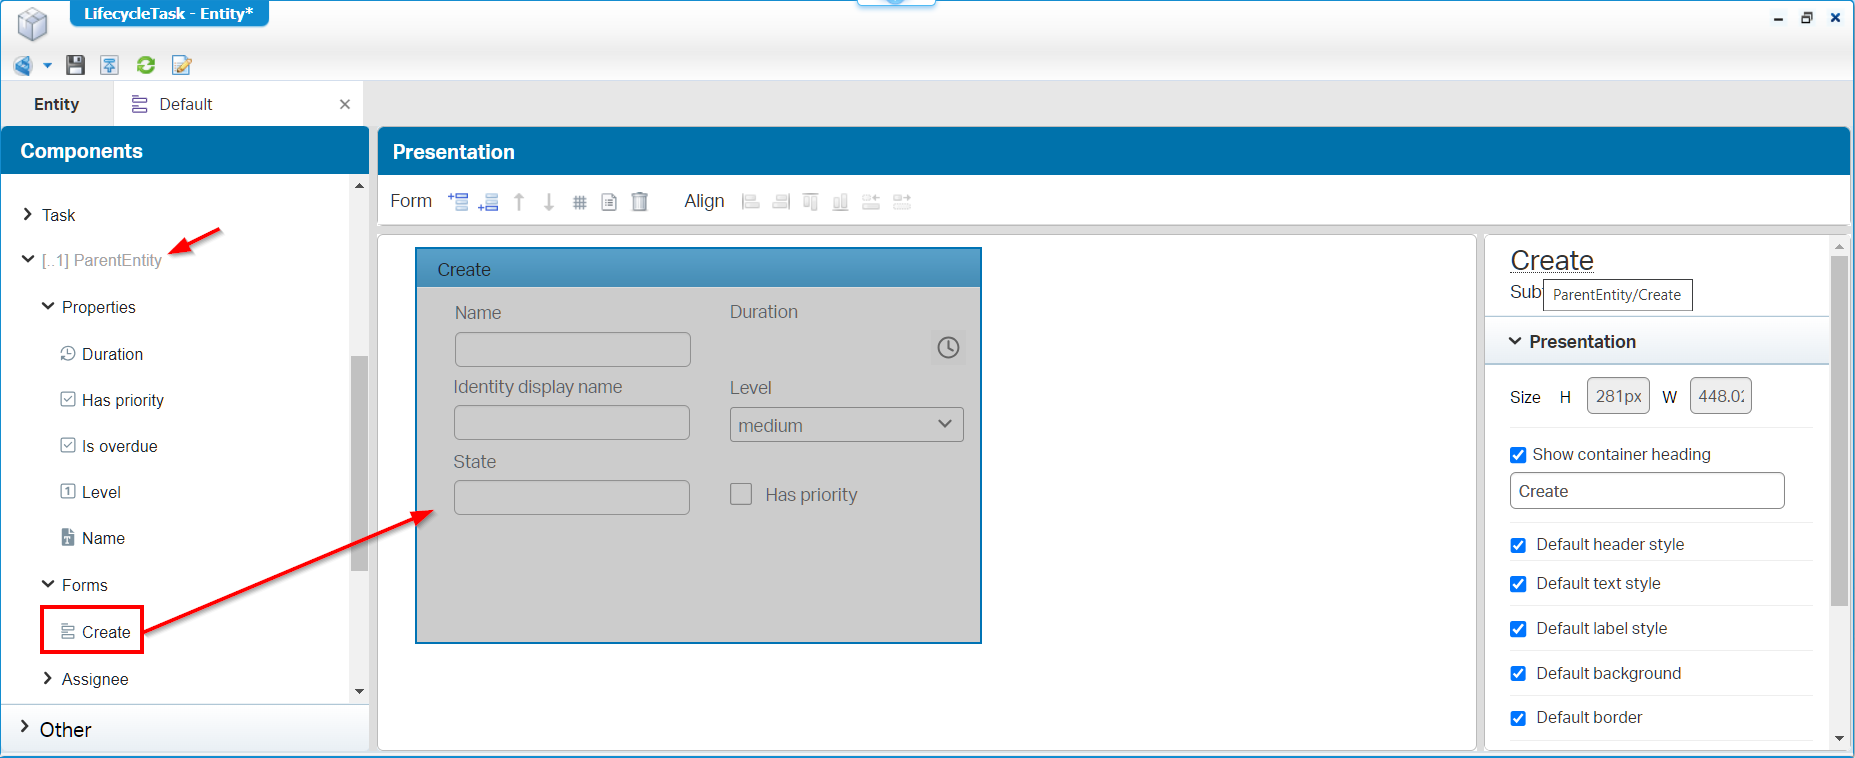 LifecycleTask - Entity*
Entity
Default
Components
Task
[..1] ParentEntity
Properties
Duration
Has priority
Is overdue
Level
Name
Forms
Create
Assignee
Other
Presentation
Form
Align
Create
Name
Duration
Identity display name
Level
medium
State
Has priority
Create
ParentEntity/Create
Presentation
Size H 281px W
Show container heading
Create
Default header style
Default text style
Default label style
Default background
Default border